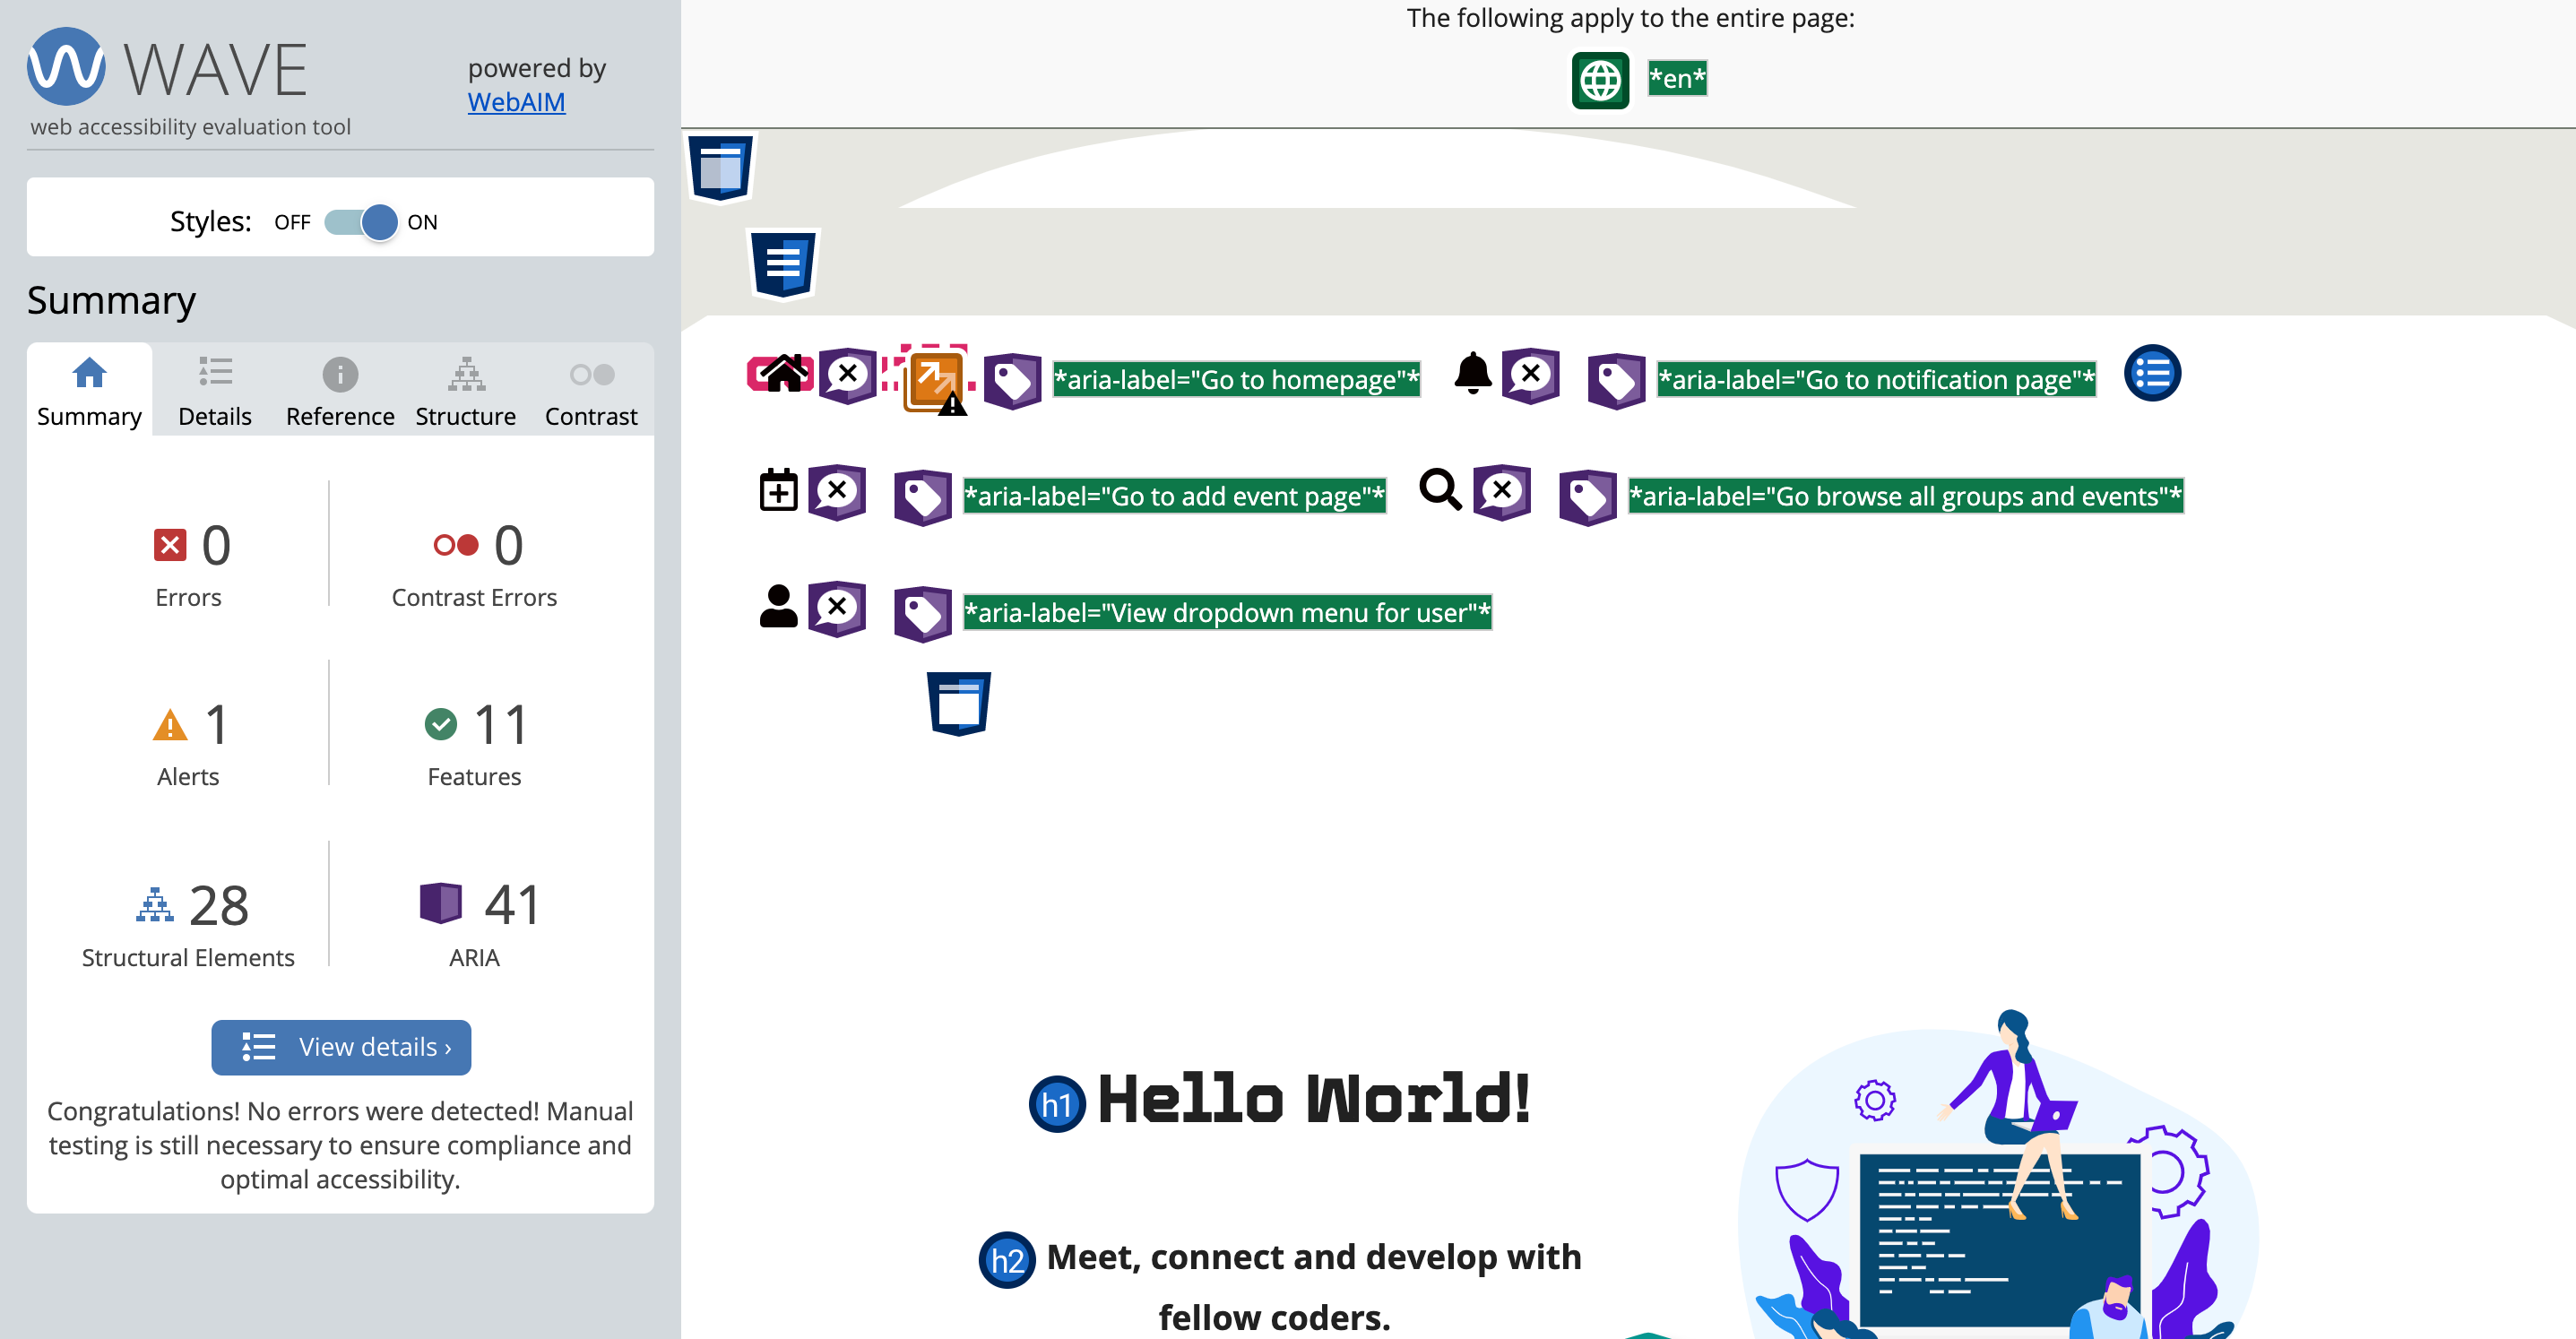 WAVE
powered by
WebAIM
web accessibility evaluation tool
Styles: OFF ON
Summary
Summary Details Reference Structure Contrast
0 0
Errors Contrast Errors
1 11
Alerts Features
28 41
Structural Elements ARIA
View details ›
Congratulations! No errors were detected! Manual
testing is still necessary to ensure compliance and
optimal accessibility.
The following apply to the entire page:
*en*
*aria-label="Go to homepage"* *aria-label="Go to notification page"*
*aria-label="Go to add event page"* *aria-label="Go browse all groups and events"*
*aria-label="View dropdown menu for user"*
h1 Hello World!
h2 Meet, connect and develop with
fellow coders.